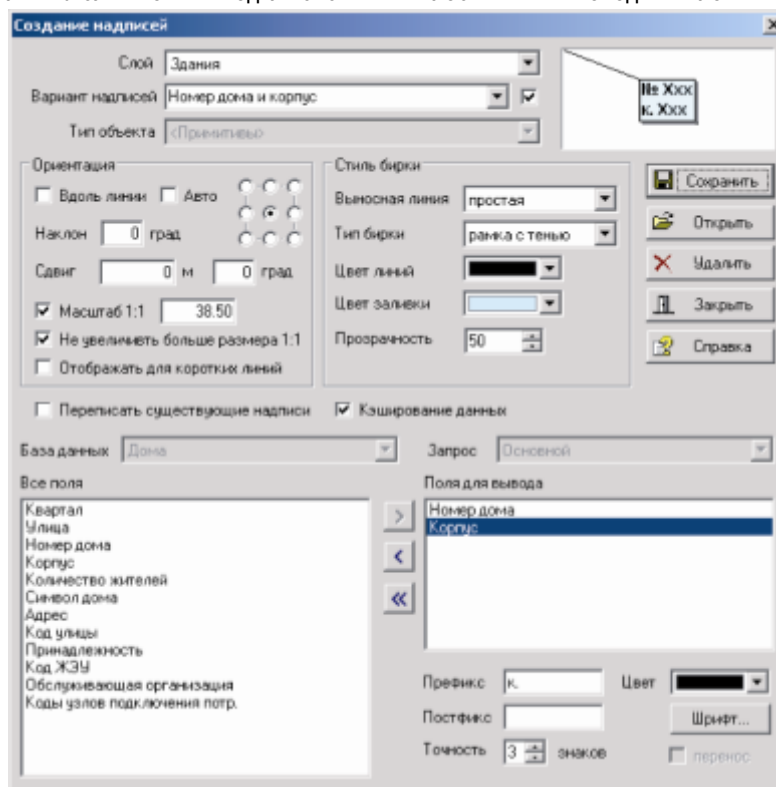 Создание надписей
Слой Здания
Вариант надписей Номер дома и корпус
Тип объекта <Примитивы>
№ Xxx
к. Xxx
Ориентация
Вдоль линии Авто
Наклон 0 град
Сдвиг 0 м 0 град
Масштаб 1:1 38.50
Не увеличивать больше размера 1:1
Отображать для коротких линий
Стиль бирки
Выносная линия простая
Тип бирки рамка с тенью
Цвет линий
Цвет заливки
Прозрачность 50
Сохранить
Открыть
Удалить
Закрыть
Справка
Переписать существующие надписи Кэширование данных
База данных Дома Запрос Основной
Все поля
Квартал
Улица
Номер дома
Корпус
Количество жителей
Символ дома
Адрес
Код улицы
Принадлежность
Код ЖЭУ
Обслуживающая организация
Коды узлов подключения потр.
>
<
<<
Поля для вывода
Номер дома
Корпус
Префикс к. Цвет
Постфикс Шрифт...
Точность 3 знаков перенос